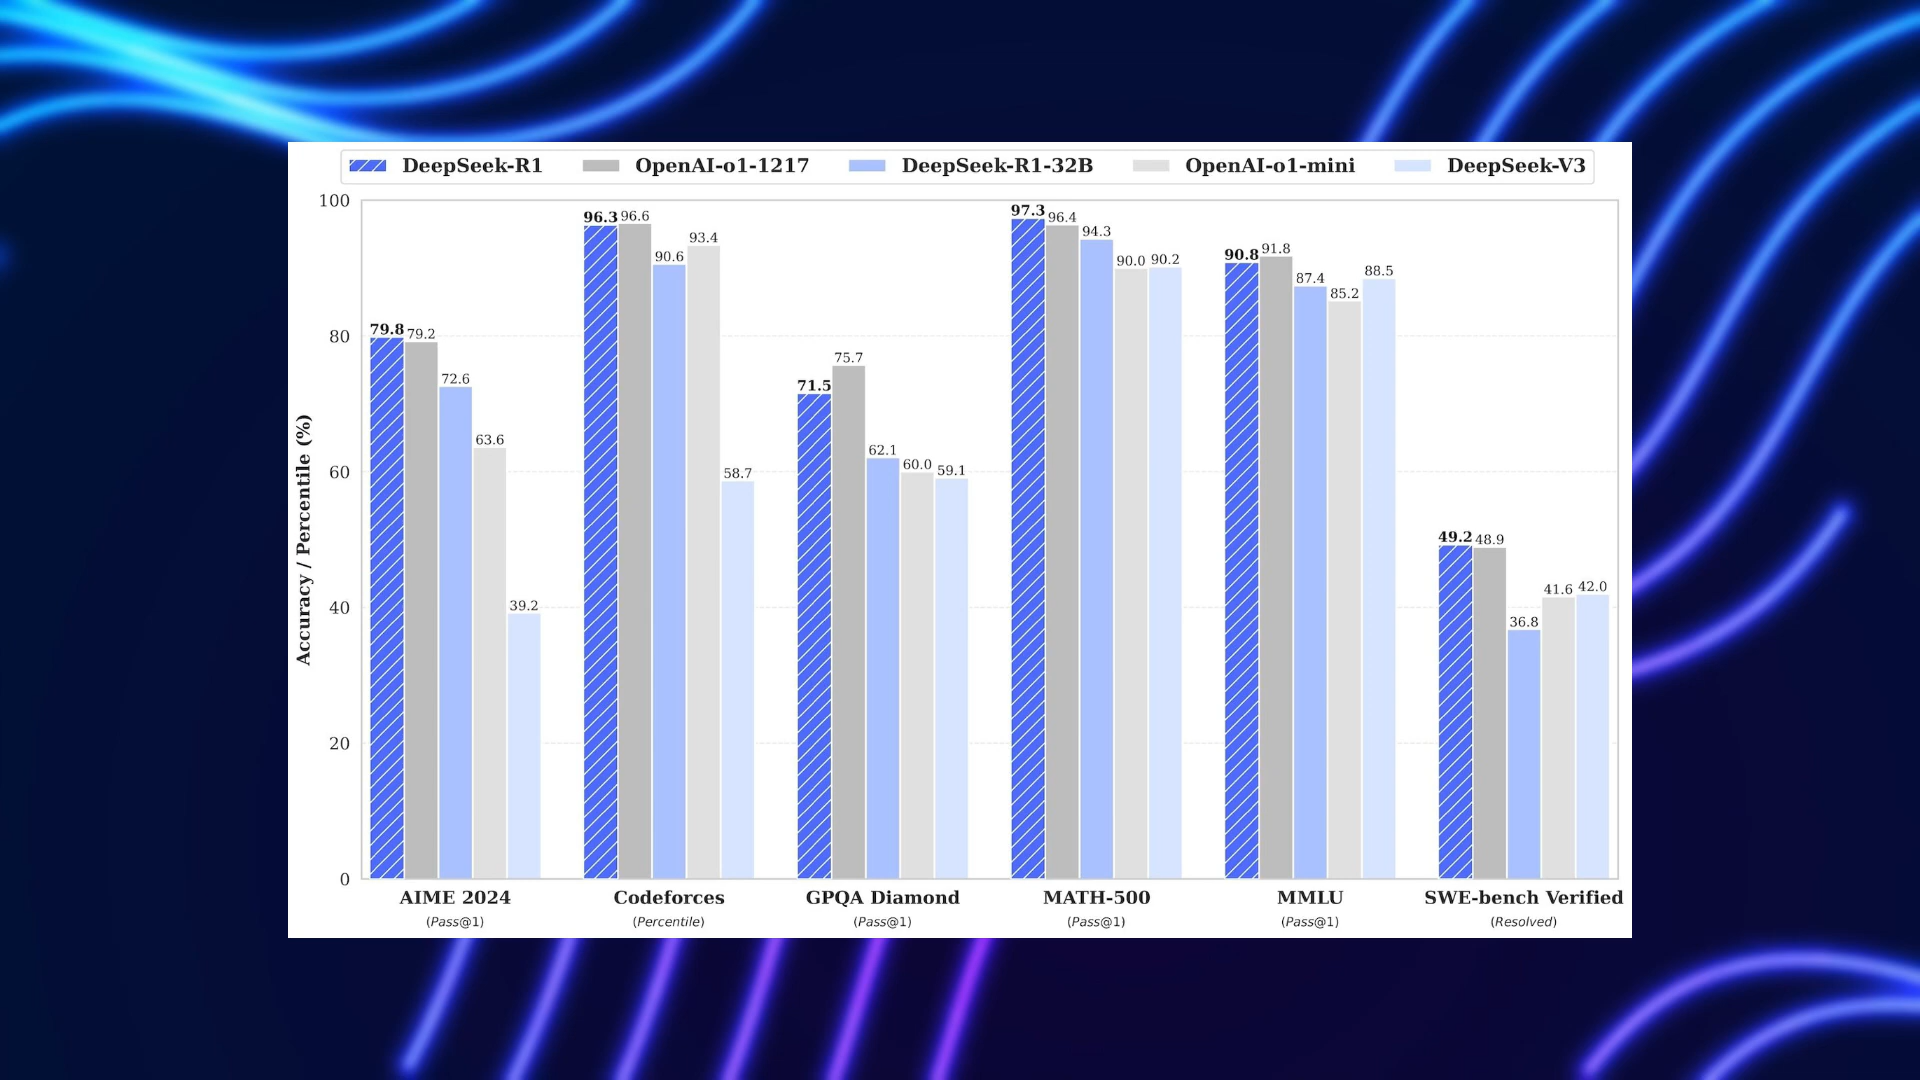 DeepSeek-R1 OpenAI-o1-1217 DeepSeek-R1-32B OpenAI-o1-mini DeepSeek-V3
Accuracy / Percentile (%)
100
80
60
40
20
0
79.8 79.2 72.6 63.6 39.2
96.3 96.6 90.6 93.4 58.7
71.5 75.7 62.1 60.0 59.1
97.3 96.4 94.3 90.0 90.2
90.8 91.8 87.4 85.2 88.5
49.2 48.9 36.8 41.6 42.0
AIME 2024 Codeforces GPQA Diamond MATH-500 MMLU SWE-bench Verified
(Pass@1) (Percentile) (Pass@1) (Pass@1) (Pass@1) (Resolved)